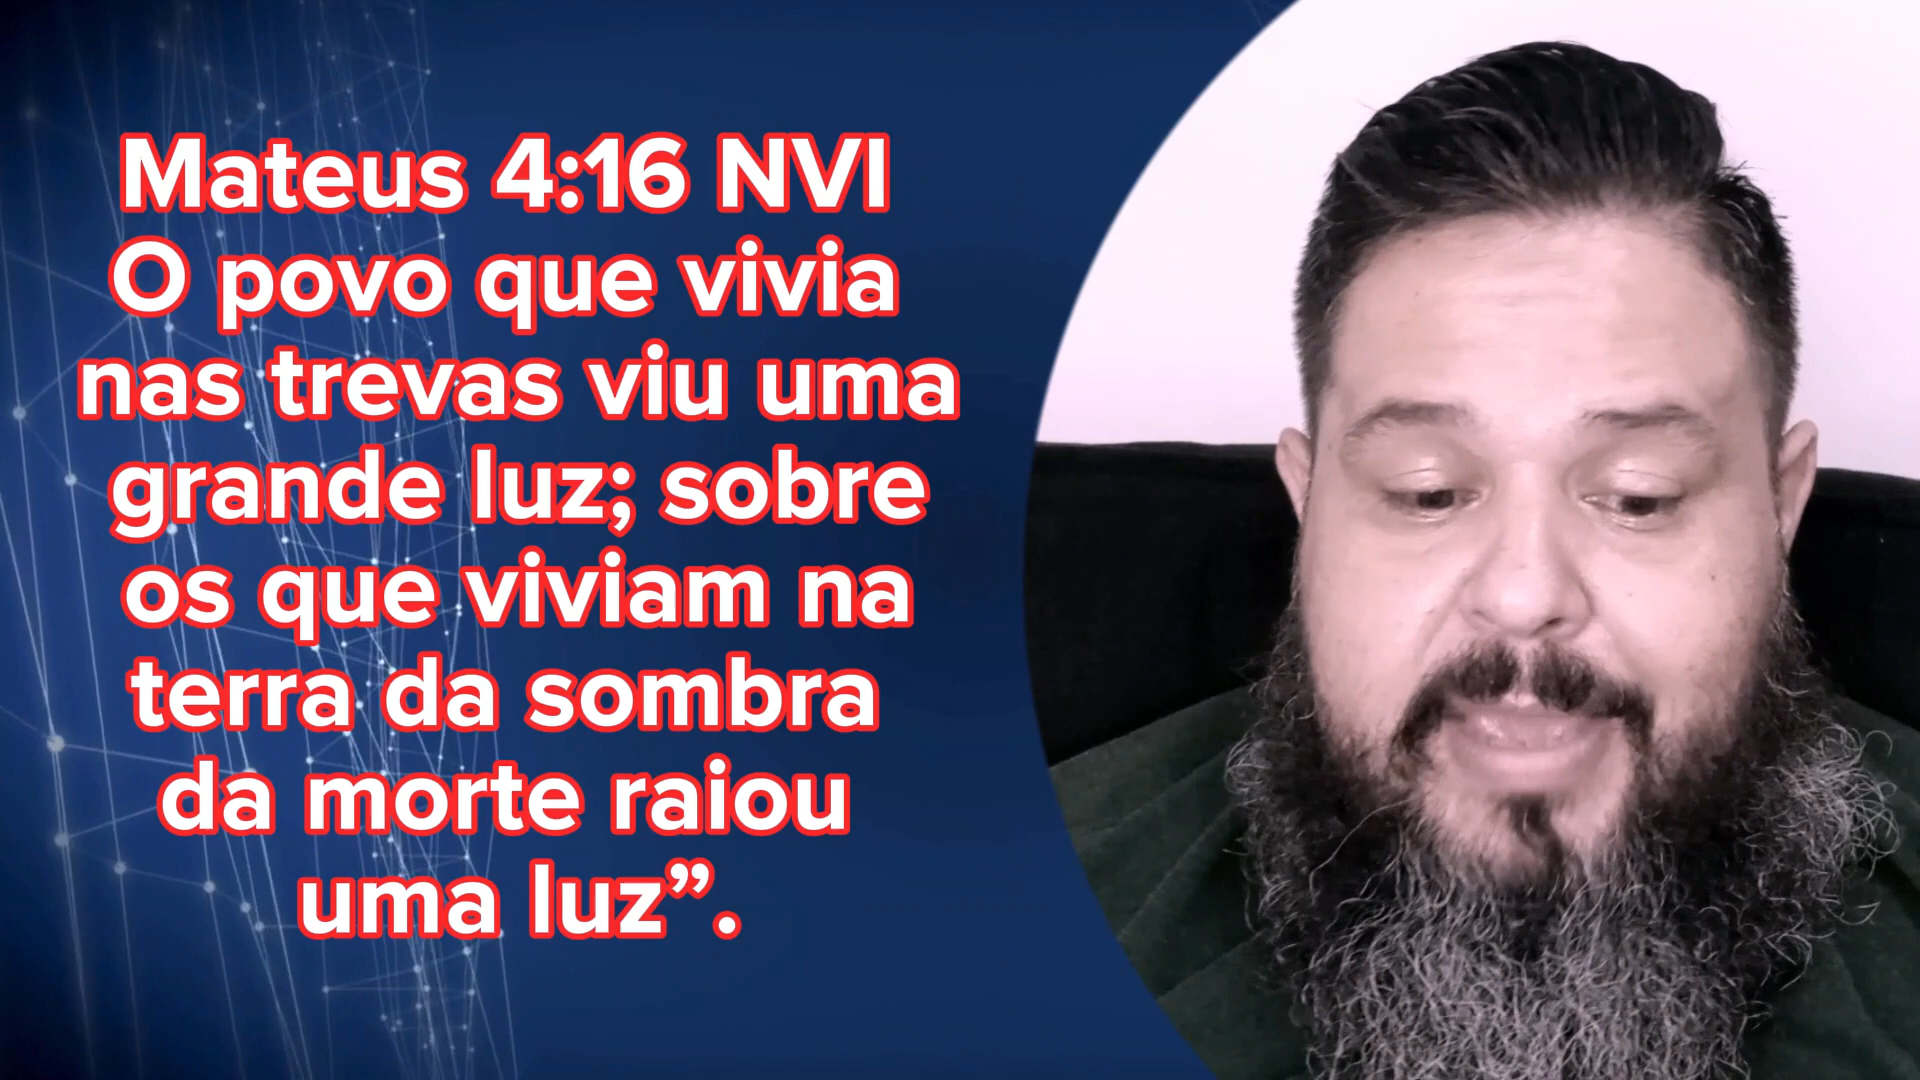 Mateus 4:16 NVI
O povo que vivia
nas trevas viu uma
grande luz; sobre
os que viviam na
terra da sombra
da morte raiou
uma luz”.